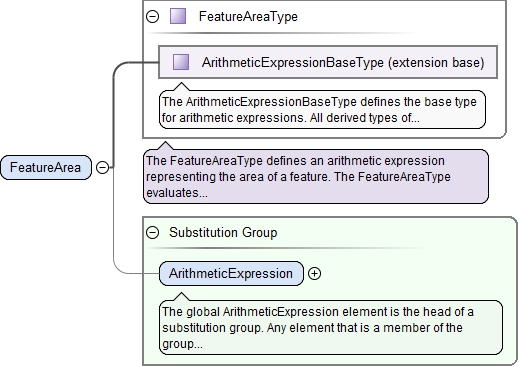 FeatureAreaType
ArithmeticExpressionBaseType (extension base)
The ArithmeticExpressionBaseType defines the base type
for arithmetic expressions. All derived types of...
FeatureArea
The FeatureAreaType defines an arithmetic expression
representing the area of a feature. The FeatureAreaType
evaluates...
Substitution Group
ArithmeticExpression
The global ArithmeticExpression element is the head of a
substitution group. Any element that is a member of the
group...